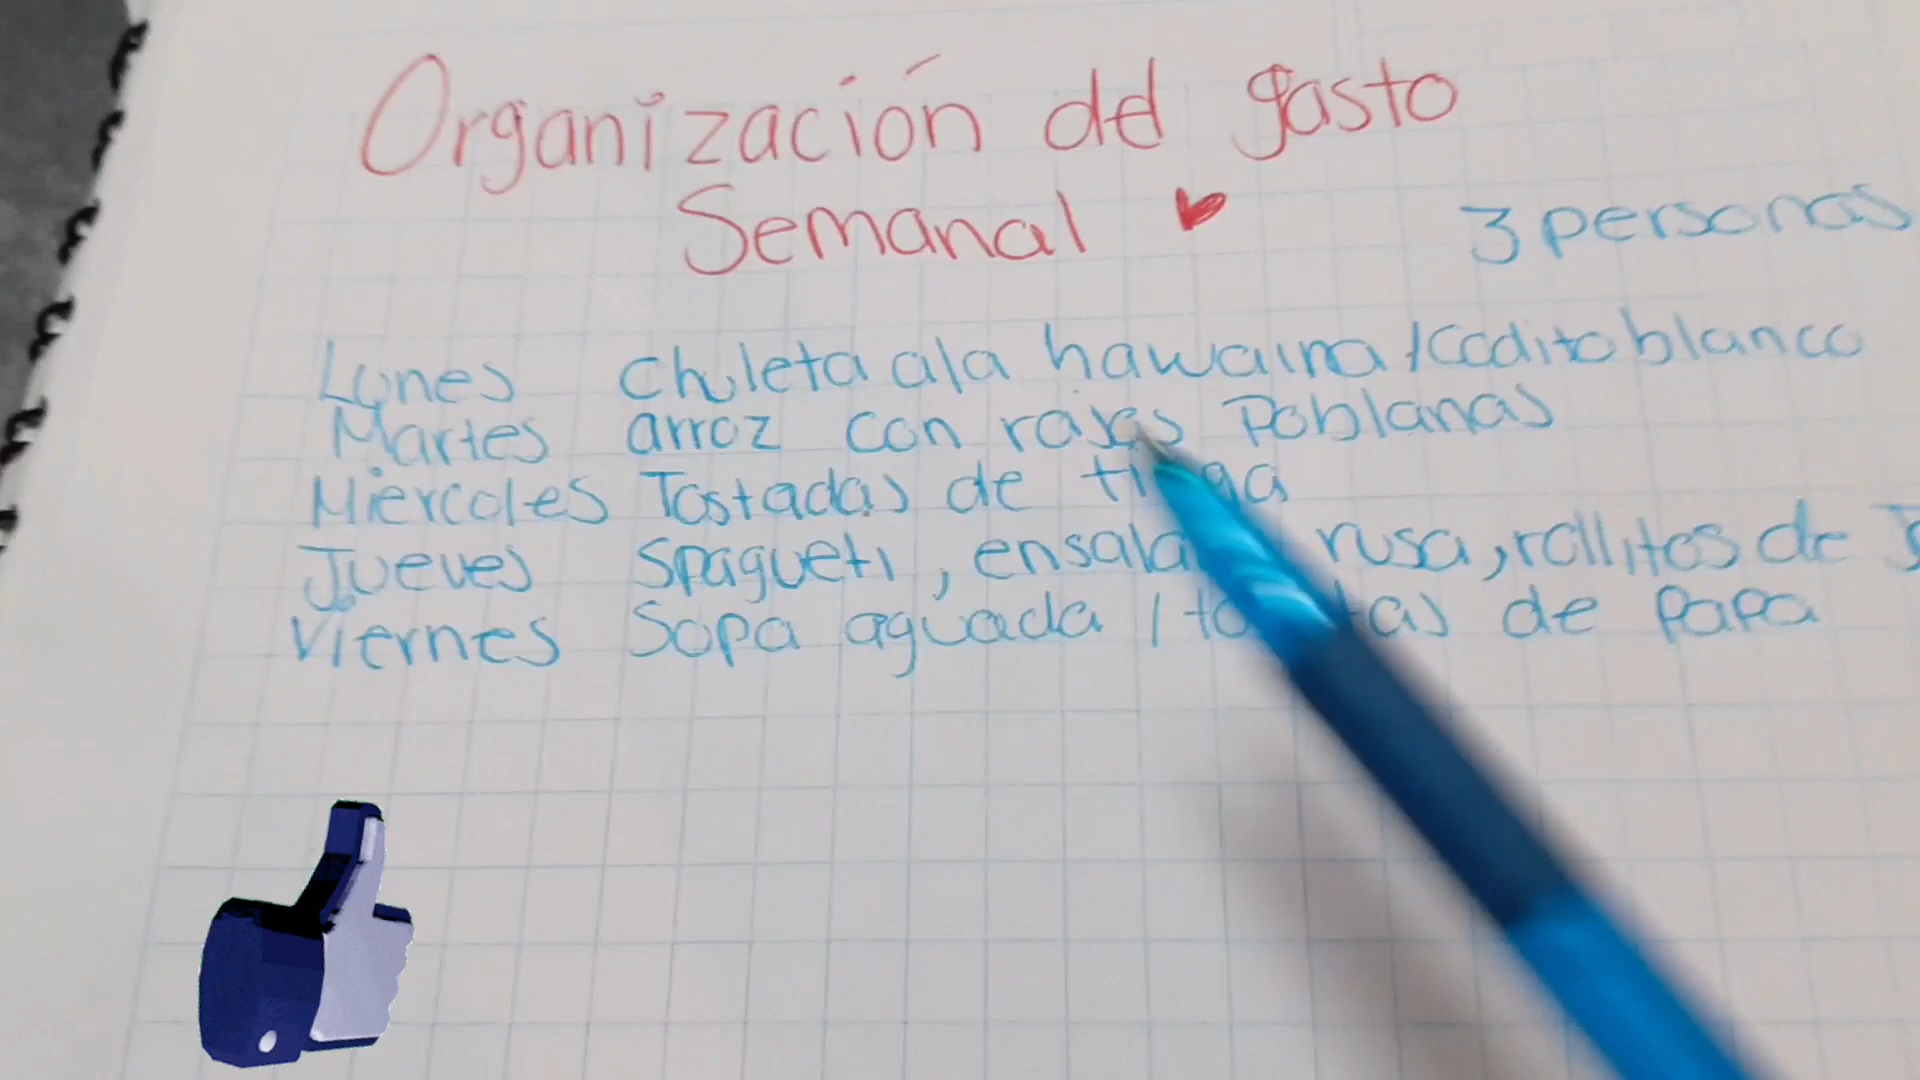 Organización del gasto
Semanal
3 personas
Lunes chuleta ala hawaina / Codito blanco
Martes arroz con rajas Poblanas
Miercoles Tostadas de
Jueves Spagueti, rusa, rollitos de
Viernes Sopa aguada / de papa